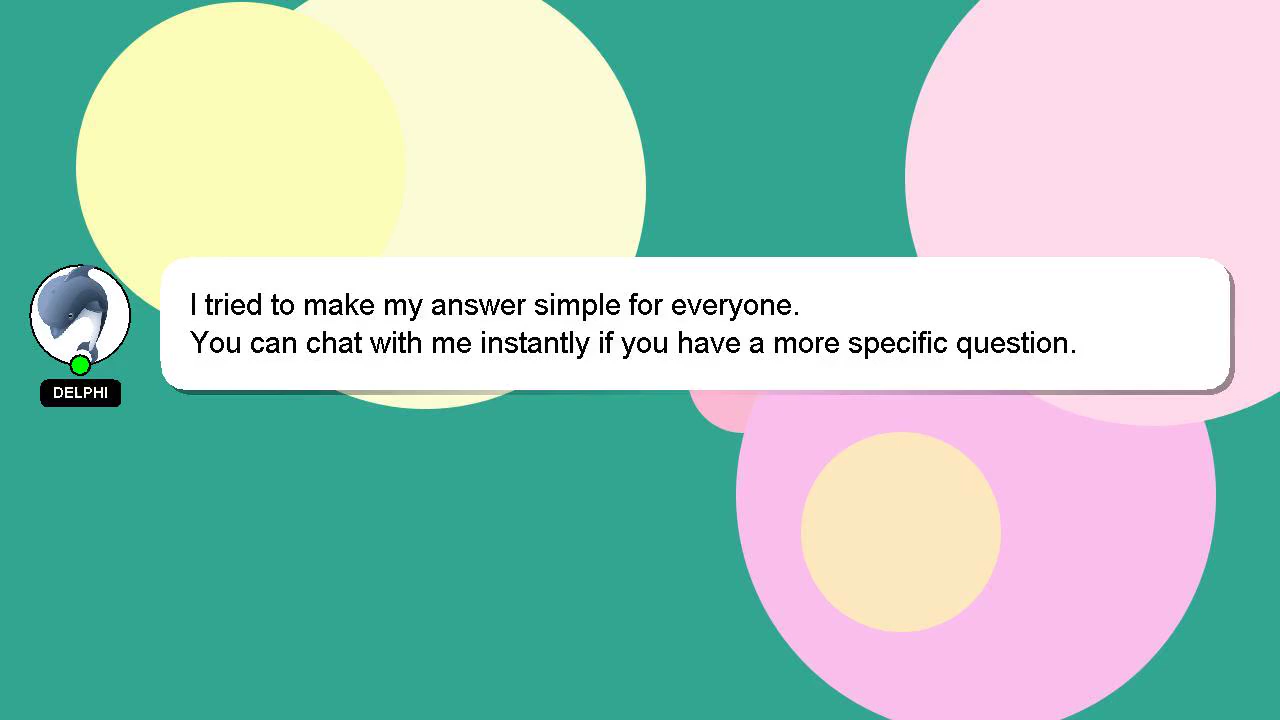 I tried to make my answer simple for everyone.
You can chat with me instantly if you have a more specific question.
DELPHI